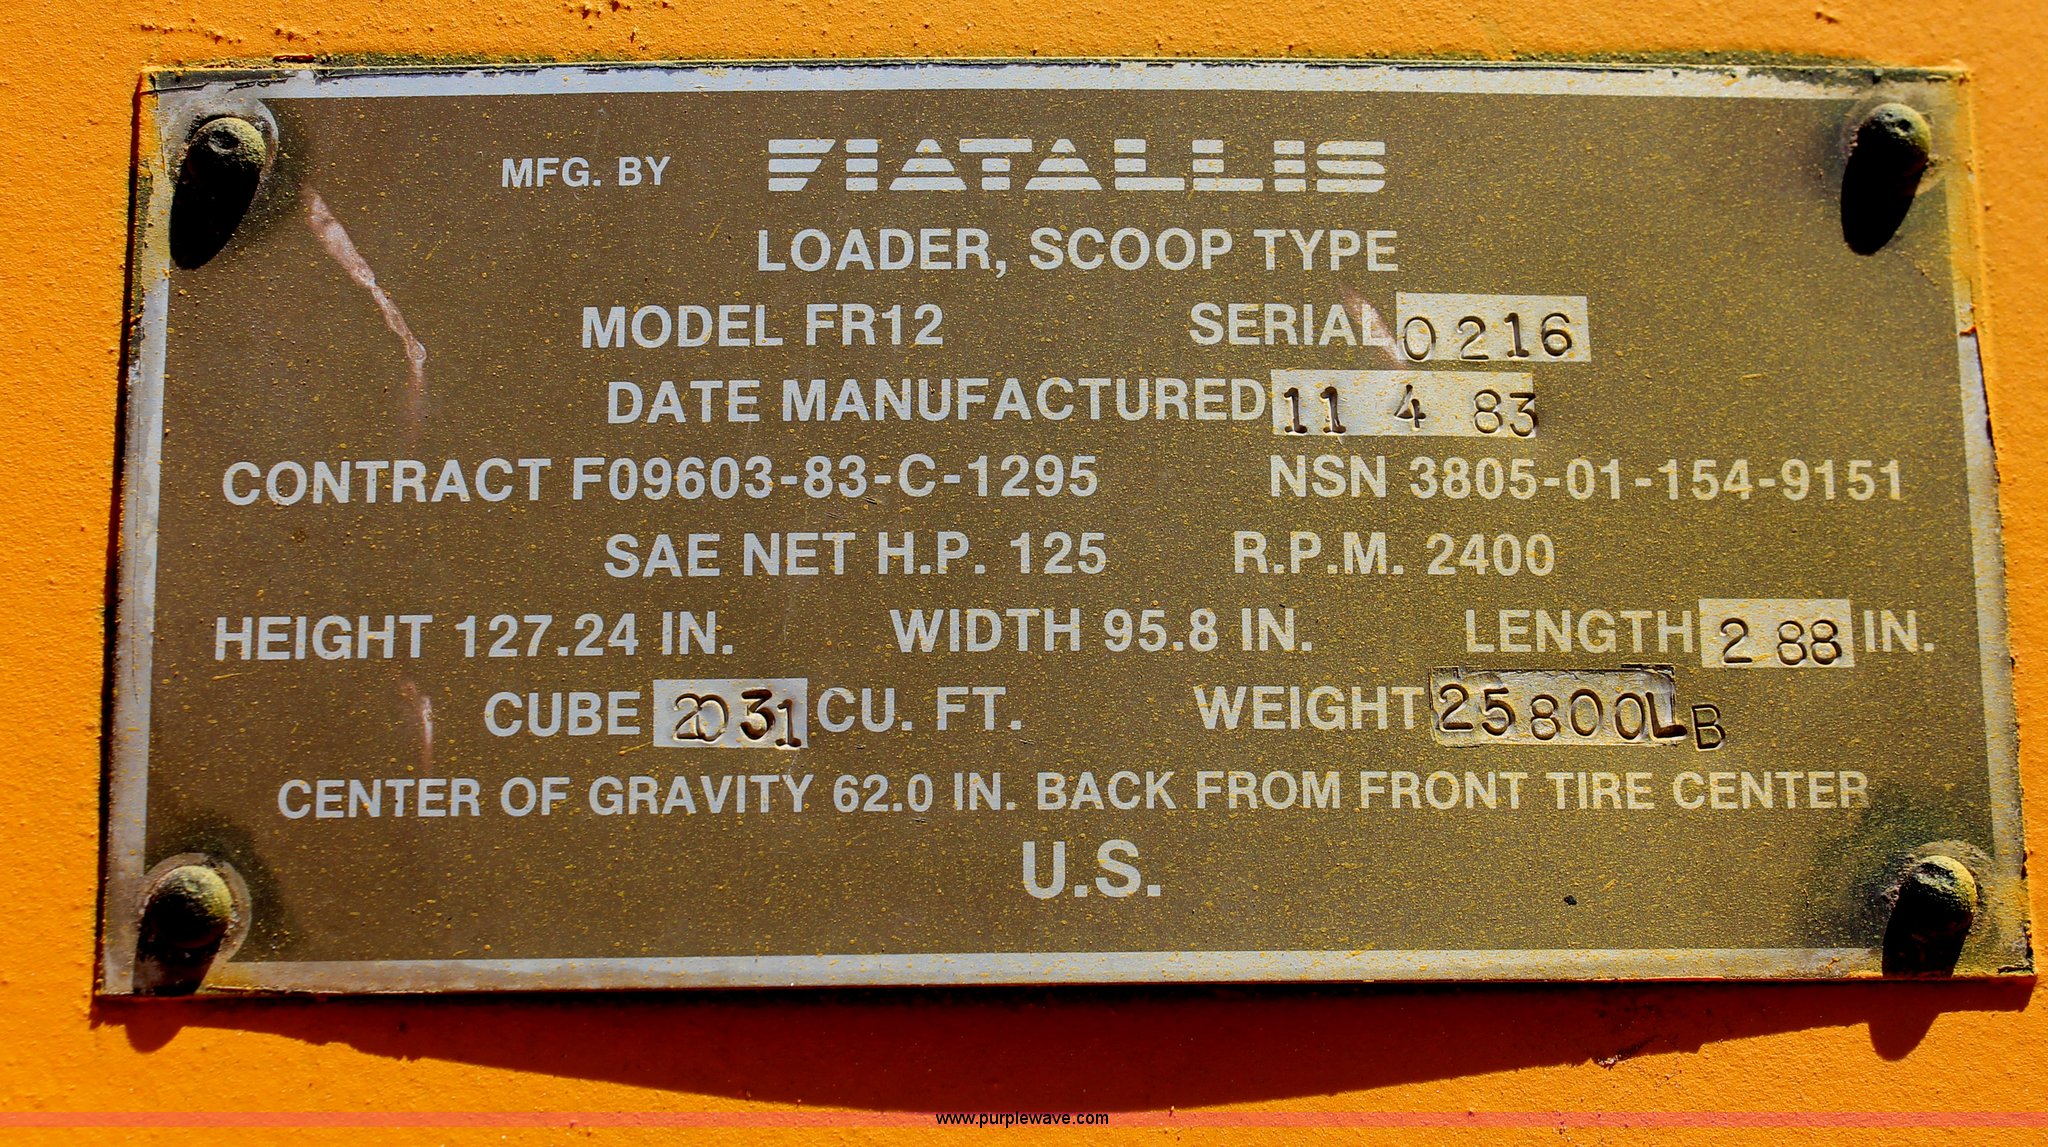 MFG. BY FIATALLIS
LOADER, SCOOP TYPE
MODEL FR12 SERIAL 0216
DATE MANUFACTURED 11 4 83
CONTRACT F09603-83-C-1295 NSN 3805-01-154-9151
SAE NET H.P. 125 R.P.M. 2400
HEIGHT 127.24 IN. WIDTH 95.8 IN. LENGTH 288 IN.
CUBE 2031 CU. FT. WEIGHT 25800LB
CENTER OF GRAVITY 62.0 IN. BACK FROM FRONT TIRE CENTER
U.S.
www.purplewave.com